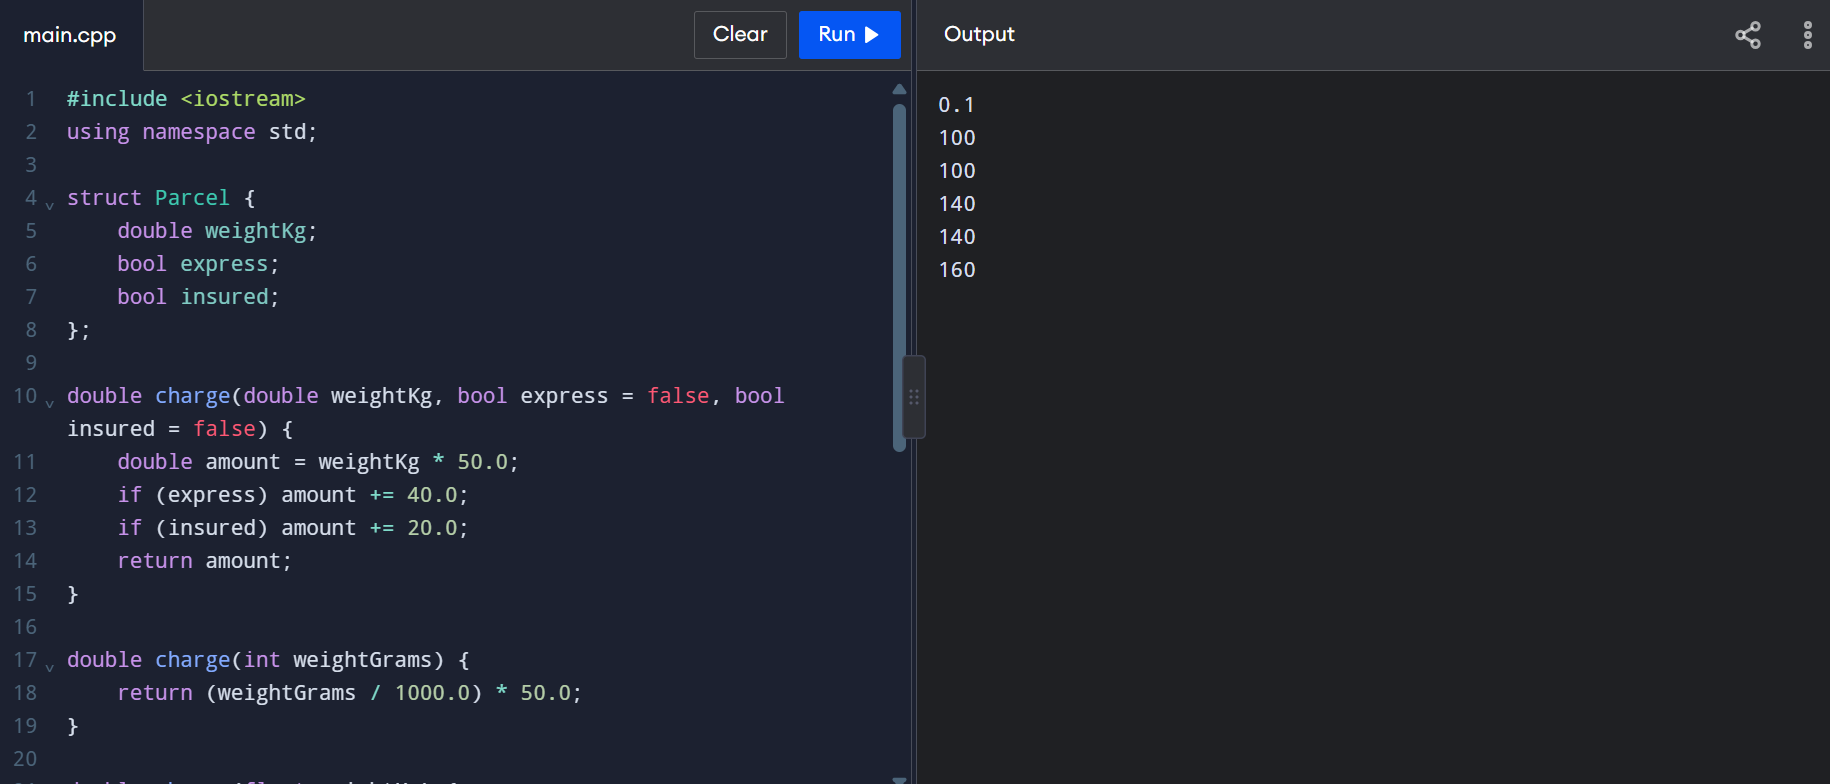 main.cpp
Clear
Run
Output
1 #include <iostream>
2 using namespace std;
3
4 struct Parcel {
5     double weightKg;
6     bool express;
7     bool insured;
8 };
9
10 double charge(double weightKg, bool express = false, bool
insured = false) {
11     double amount = weightKg * 50.0;
12     if (express) amount += 40.0;
13     if (insured) amount += 20.0;
14     return amount;
15 }
16
17 double charge(int weightGrams) {
18     return (weightGrams / 1000.0) * 50.0;
19 }
20
0.1
100
100
140
140
160